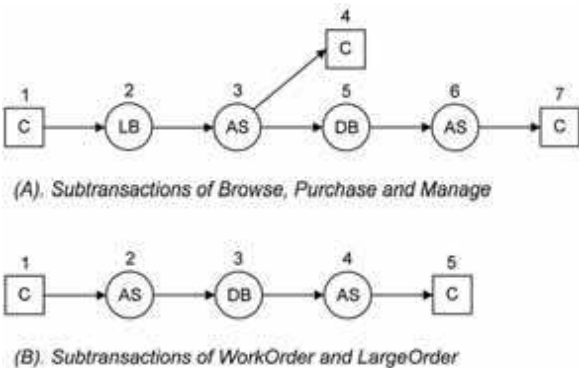 4
C
1 2 3 5 6 7
C LB AS DB AS C
(A). Subtransactions of Browse, Purchase and Manage
1 2 3 4 5
C AS DB AS C
(B). Subtransactions of WorkOrder and LargeOrder